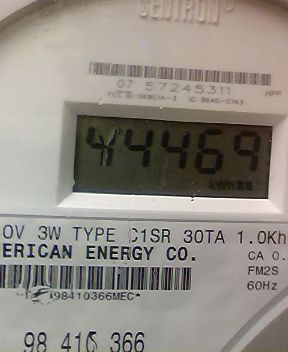 CENTRON
07 57245311
HPP
44469
kWh
0V 3W TYPE C1SR 30TA 1.0Kh
ERICAN ENERGY CO.
CA 0.
FM2S
60Hz
98410366MEC*
98 410 366